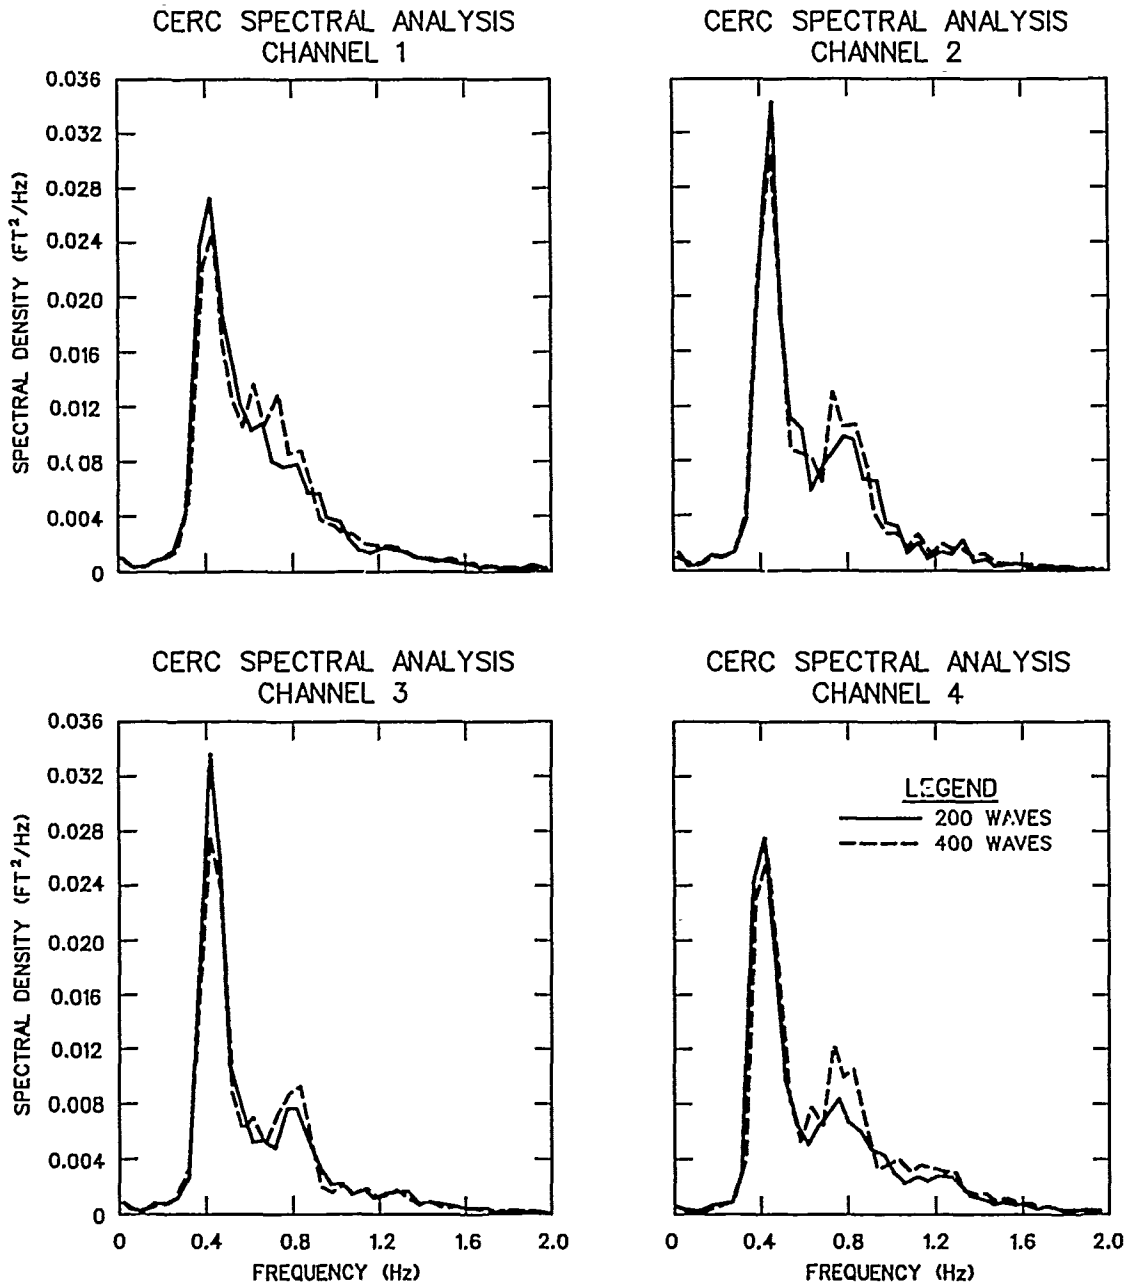 CERC SPECTRAL ANALYSIS
CHANNEL 1
SPECTRAL DENSITY (FT²/Hz)
0.036
0.032
0.028
0.024
0.020
0.016
0.012
0.008
0.004
0
CERC SPECTRAL ANALYSIS
CHANNEL 2
CERC SPECTRAL ANALYSIS
CHANNEL 3
SPECTRAL DENSITY (FT²/Hz)
0.036
0.032
0.028
0.024
0.020
0.016
0.012
0.008
0.004
0
0 0.4 0.8 1.2 1.6 2.0
FREQUENCY (Hz)
CERC SPECTRAL ANALYSIS
CHANNEL 4
LEGEND
200 WAVES
400 WAVES
0 0.4 0.8 1.2 1.6 2.0
FREQUENCY (Hz)